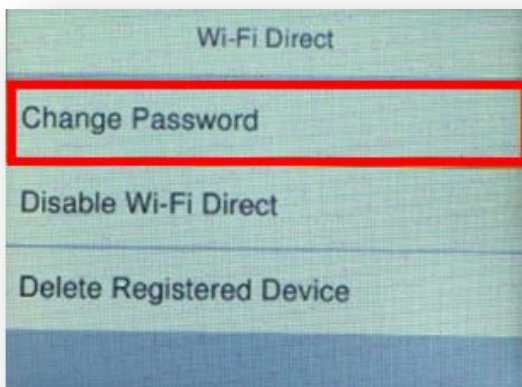 Wi-Fi Direct
Change Password
Disable Wi-Fi Direct
Delete Registered Device